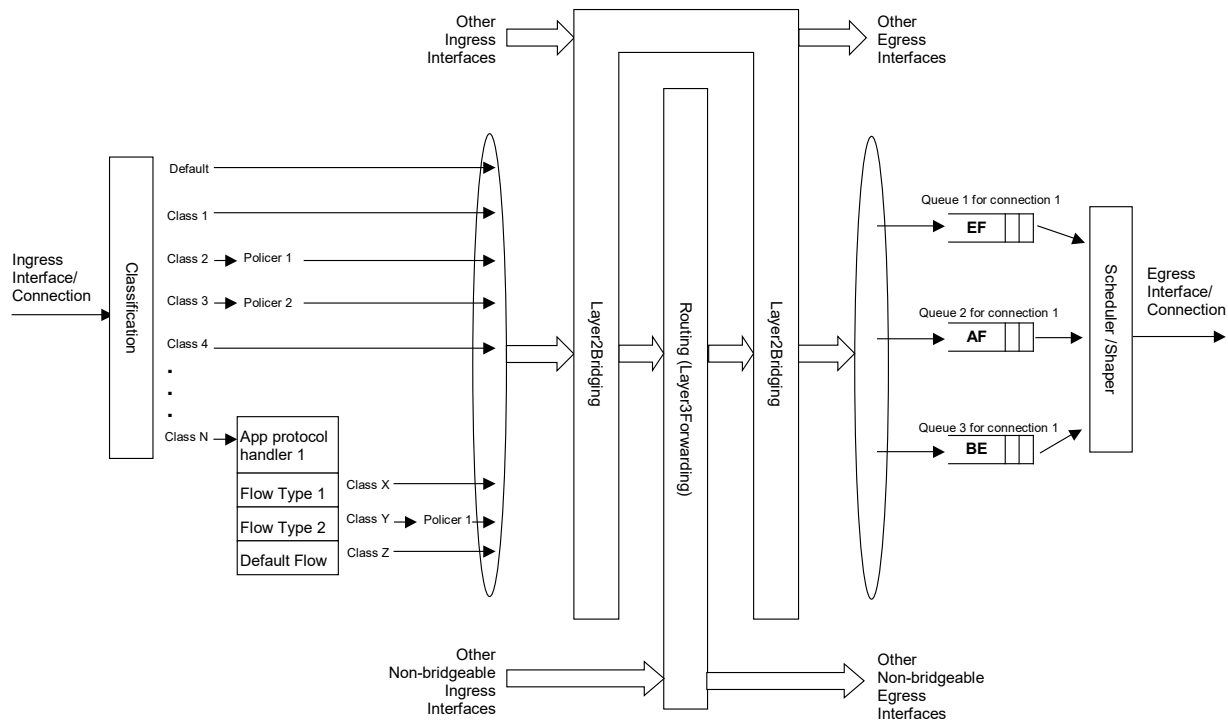 Other
Ingress
Interfaces
Other
Egress
Interfaces
Ingress
Interface/
Connection
Classification
Default
Class 1
Class 2
Policer 1
Class 3
Policer 2
Class 4
.
.
.
Class N
App protocol
handler 1
Flow Type 1
Class X
Flow Type 2
Class Y
Policer 1
Default Flow
Class Z
Layer2Bridging
Routing (Layer3Forwarding)
Layer2Bridging
Queue 1 for connection 1
EF
Queue 2 for connection 1
AF
Queue 3 for connection 1
BE
Scheduler /Shaper
Egress
Interface/
Connection
Other
Non-bridgeable
Ingress
Interfaces
Other
Non-bridgeable
Egress
Interfaces